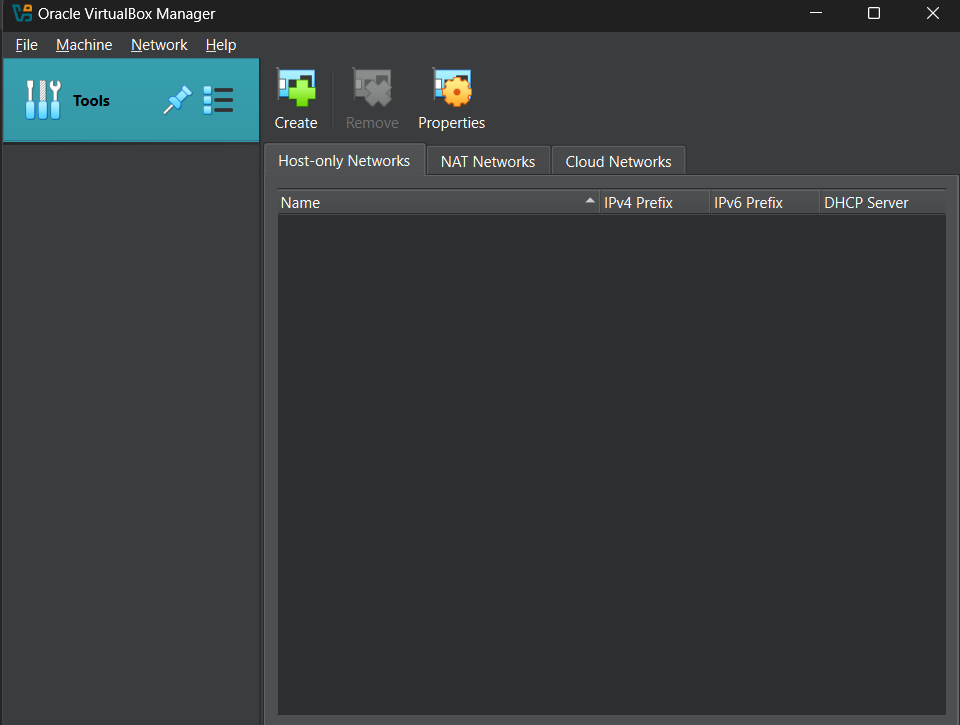 Oracle VirtualBox Manager
File Machine Network Help
Tools
Create Remove Properties
Host-only Networks NAT Networks Cloud Networks
Name IPv4 Prefix IPv6 Prefix DHCP Server